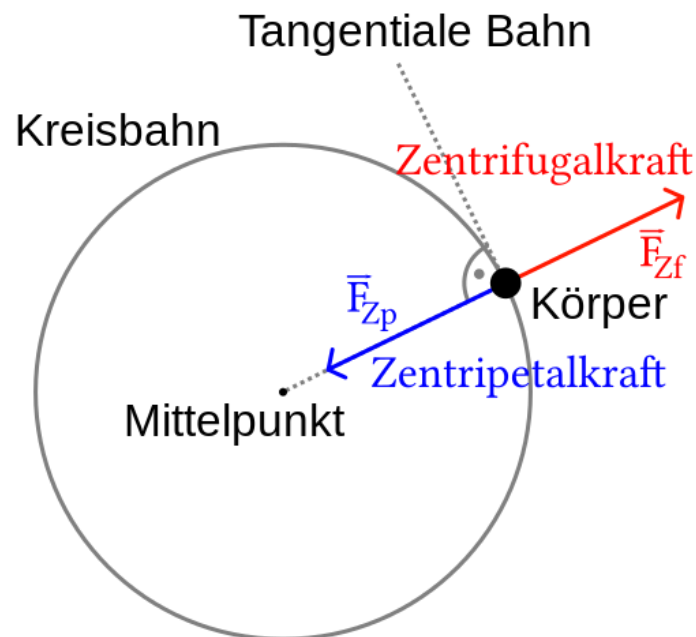 Tangentiale Bahn
Kreisbahn
Zentrifugalkraft
F⃗Zf
F⃗Zp
Körper
Zentripetalkraft
Mittelpunkt